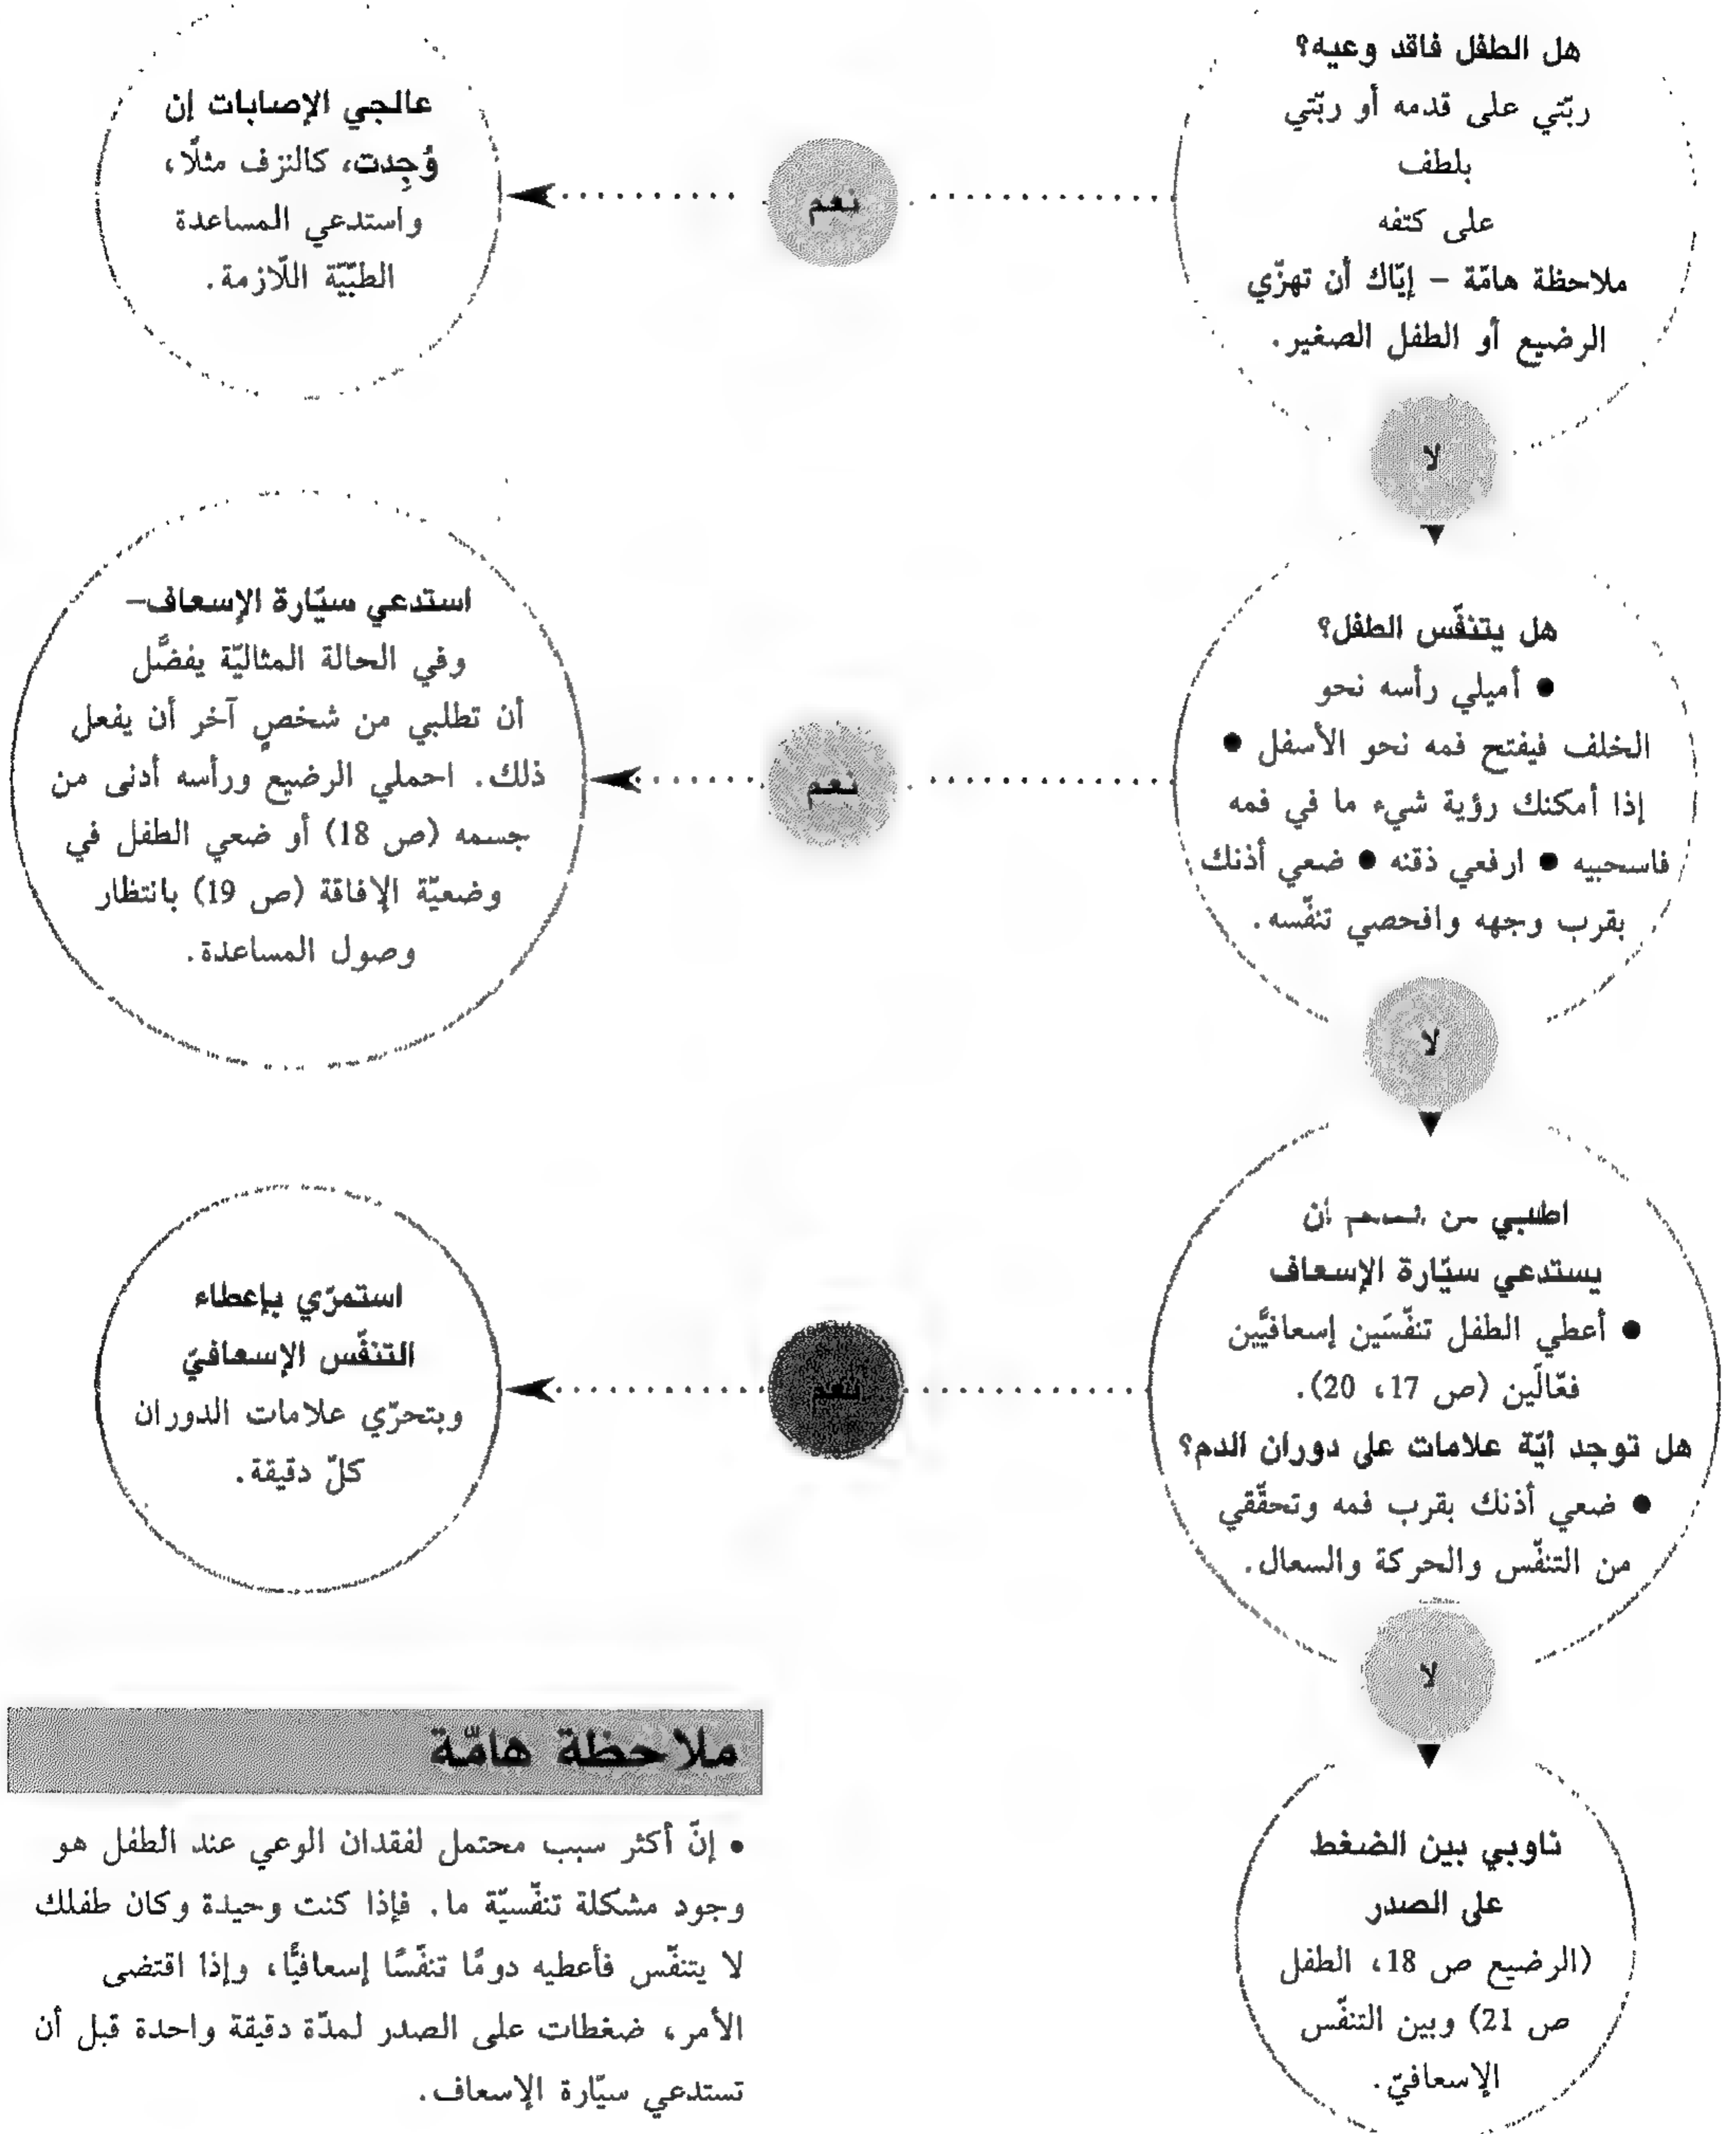 هل الطفل فاقد وعيه؟
ربّتي على قدمه أو ربّتي
بلطف
على كتفه
ملاحظة هامّة – إيّاك أن تهزّي
الرضيع أو الطفل الصغير.
نعم
عالجي الإصابات إن
وُجِدت، كالنزف مثلًا،
واستدعي المساعدة
الطبّيّة اللّازمة.
لا
هل يتنفّس الطفل؟
● أميلي رأسه نحو
الخلف فيفتح فمه نحو الأسفل ●
إذا أمكنك رؤية شيء ما في فمه
فاسحبيه ● ارفعي ذقنه ● ضعي أذنك
بقرب وجهه وافحصي تنفّسه.
نعم
استدعي سيّارة الإسعاف–
وفي الحالة المثاليّة يفضَّل
أن تطلبي من شخصٍ آخر أن يفعل
ذلك. احملي الرضيع ورأسه أدنى من
جسمه (ص 18) أو ضعي الطفل في
وضعيّة الإفاقة (ص 19) بانتظار
وصول المساعدة.
لا
اطلبي من أن
يستدعي سيّارة الإسعاف
● أعطي الطفل تنفّسَين إسعافيَّين
فعّالَين (ص 17، 20).
هل توجد أيّة علامات على دوران الدم؟
● ضعي أذنك بقرب فمه وتحقّقي
من التنفّس والحركة والسعال.
نعم
استمرّي بإعطاء
التنفّس الإسعافيّ
وبتحرّي علامات الدوران
كلّ دقيقة.
لا
ناوبي بين الضغط
على الصدر
(الرضيع ص 18، الطفل
ص 21) وبين التنفّس
الإسعافيّ.
ملاحظة هامّة
• إنّ أكثر سبب محتمل لفقدان الوعي عند الطفل هو
وجود مشكلة تنفّسيّة ما. فإذا كنت وحيدة وكان طفلك
لا يتنفّس فأعطيه دومًا تنفّسًا إسعافيًّا، وإذا اقتضى
الأمر، ضغطات على الصدر لمدّة دقيقة واحدة قبل أن
تستدعي سيّارة الإسعاف.